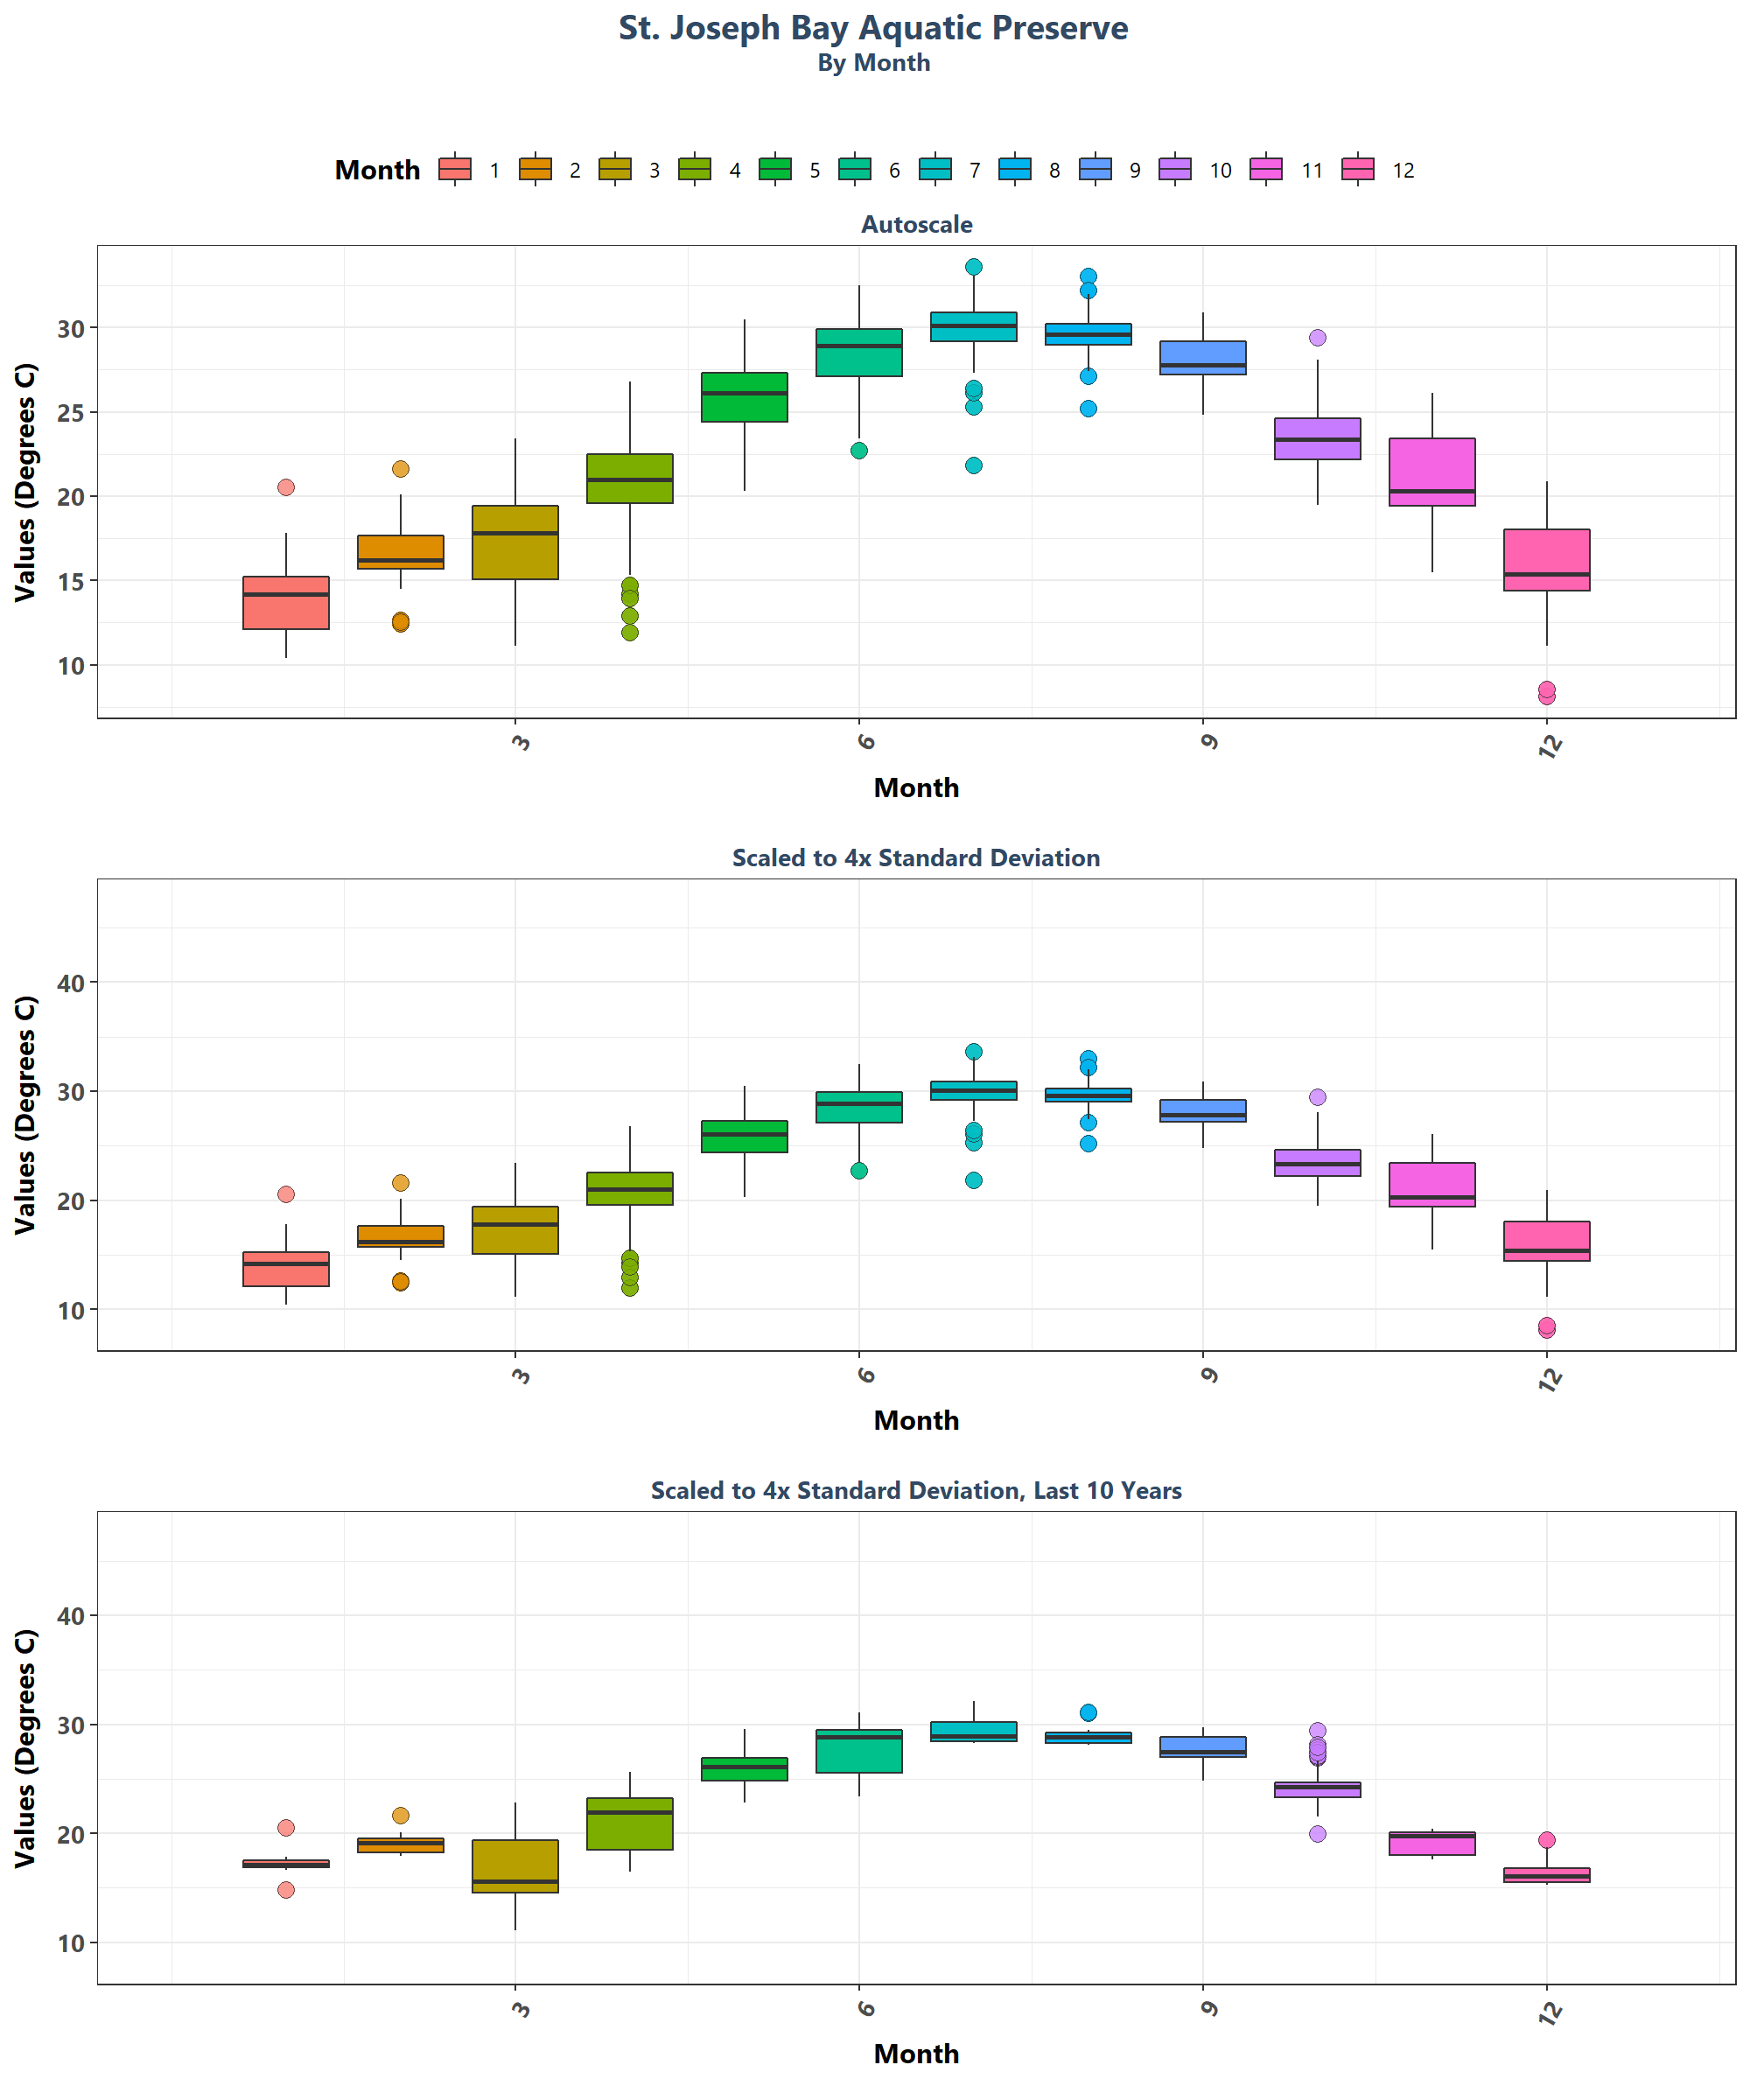 St. Joseph Bay Aquatic Preserve
By Month
Month 1 2 3 4 5 6 7 8 9 10 11 12
Autoscale
Values (Degrees C)
30
25
20
15
10
3 6 9 12
Month
Scaled to 4x Standard Deviation
Values (Degrees C)
40
30
20
10
3 6 9 12
Month
Scaled to 4x Standard Deviation, Last 10 Years
Values (Degrees C)
40
30
20
10
3 6 9 12
Month